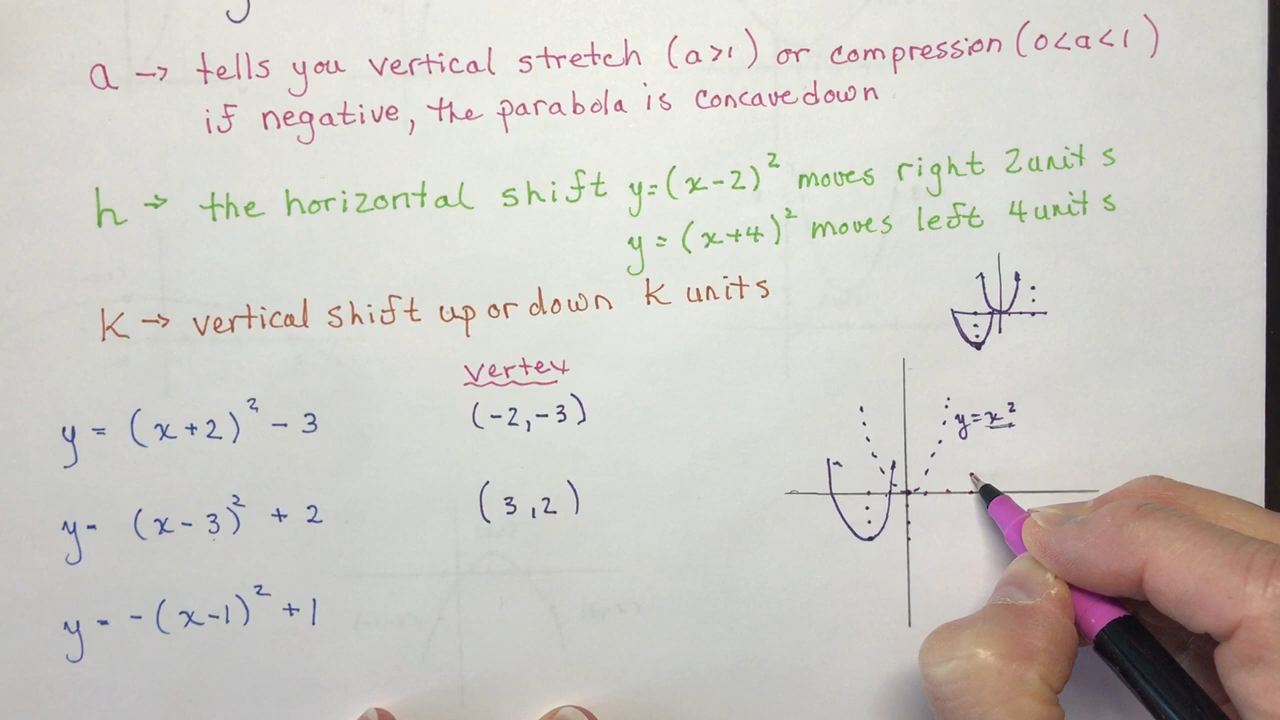 a → tells you vertical stretch (a>1) or compression (0<a<1)
if negative, the parabola is concave down
h → the horizontal shift y=(x-2)² moves right 2 units
y=(x+4)² moves left 4 units
K → vertical shift up or down K units
vertex
y = (x+2)² - 3 (-2,-3)
y=x²
y= (x-3)² + 2 (3,2)
y= -(x-1)² +1